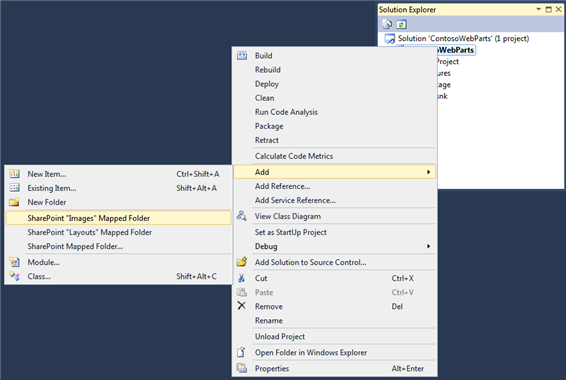 Solution Explorer
Solution 'ContosoWebParts' (1 project)
oWebParts
Project
ures
age
nk
Build
Rebuild
Deploy
Clean
Run Code Analysis
Package
Retract
Calculate Code Metrics
Add
Add Reference...
Add Service Reference...
View Class Diagram
Set as StartUp Project
Debug
Add Solution to Source Control...
Cut Ctrl+X
Paste Ctrl+V
Remove Del
Rename
Unload Project
Open Folder in Windows Explorer
Properties Alt+Enter
New Item... Ctrl+Shift+A
Existing Item... Shift+Alt+A
New Folder
SharePoint "Images" Mapped Folder
SharePoint "Layouts" Mapped Folder
SharePoint Mapped Folder...
Module...
Class... Shift+Alt+C